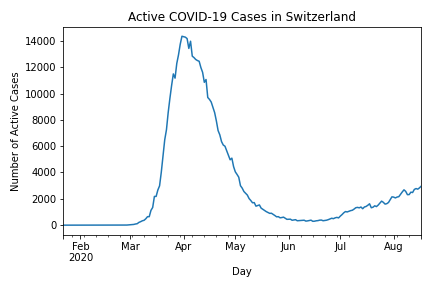 Active COVID-19 Cases in Switzerland
Number of Active Cases
14000
12000
10000
8000
6000
4000
2000
0
Feb
2020
Mar
Apr
May
Jun
Jul
Aug
Day